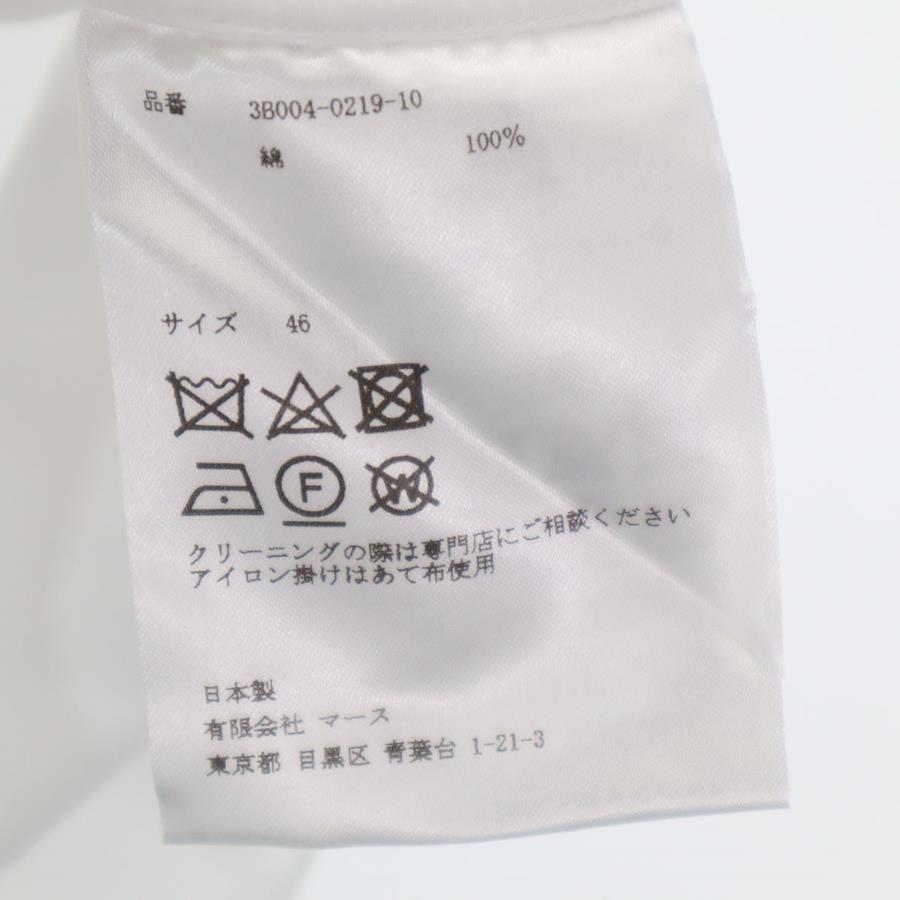 品番 3B004-0219-10
綿 100%
サイズ 46
F W
クリーニングの際は専門店にご相談ください
アイロン掛けはあて布使用
日本製
有限会社 マース
東京都 目黒区 青葉台 1-21-3